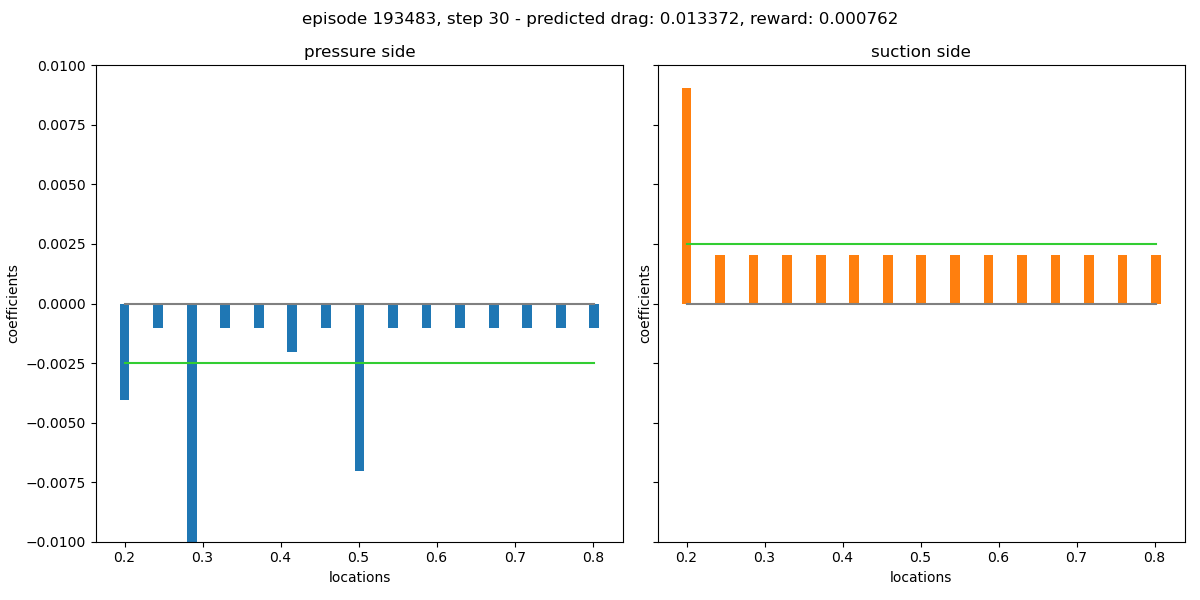 episode 193483, step 30 - predicted drag: 0.013372, reward: 0.000762
pressure side
suction side
0.0100
0.0075
0.0050
0.0025
0.0000
−0.0025
−0.0050
−0.0075
−0.0100
coefficients
coefficients
0.2 0.3 0.4 0.5 0.6 0.7 0.8
0.2 0.3 0.4 0.5 0.6 0.7 0.8
locations
locations